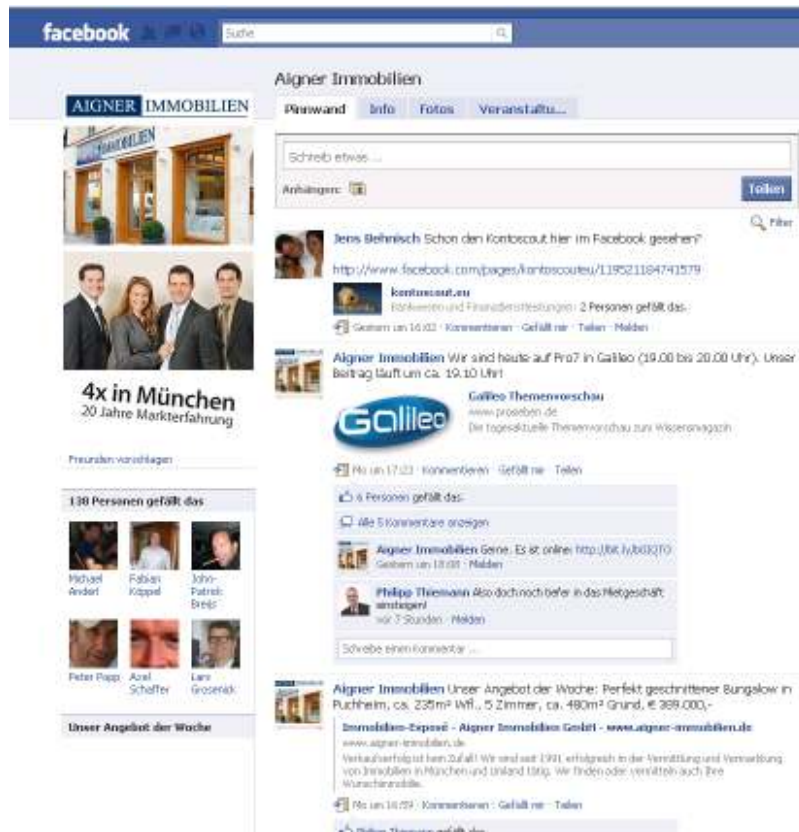 facebook
Suche
AIGNER IMMOBILIEN
IMMOBILIEN
4x in München
20 Jahre Markterfahrung
Freunden vorschlagen
138 Personen gefällt das
Michael Anderl
Fabian Köppel
John-Patrick
Peter Popp
Axel Schaffer
Lars Grosenick
Unser Angebot der Woche
Aigner Immobilien
Pinnwand Info Fotos Veranstaltu...
Schreib etwas ...
Anhängen:
Teilen
Filter
Jens Behnisch Schon den Kontoscout hier im Facebook gesehen?
http://www.facebook.com/pages/kontoscouteu/119521184741579
kontoscout.eu
Bankwesen und Finanzdienstleistungen: 2 Personen gefällt das.
Gestern um 16:02 · Kommentieren · Gefällt mir · Teilen · Melden
Aigner Immobilien Wir sind heute auf Pro7 in Galileo (19.00 bis 20.00 Uhr). Unser
Beitrag läuft um ca. 19.10 Uhr!
Galileo
Galileo Themenvorschau
www.prosieben.de
Die tagesaktuelle Themenvorschau zum Wissensmagazin
Mo um 17:23 · Kommentieren · Gefällt mir · Teilen
6 Personen gefällt das.
Alle 5 Kommentare anzeigen
Aigner Immobilien Gerne. Es ist online:
Gestern um 18:08 · Melden
Philipp Thiemann Also doch noch tiefer in das Mietgeschäft
einsteigen!
vor 7 Stunden · Melden
Schreibe einen Kommentar ...
Aigner Immobilien Unser Angebot der Woche: Perfekt geschnittener Bungalow in
Puchheim, ca. 235m² Wfl., 5 Zimmer, ca. 480m² Grund, € 389.000,-
Immobilien-Exposé - Aigner Immobilien GmbH - www.aigner-immobilien.de
www.aigner-immobilien.de
Verkaufserfolg ist kein Zufall! Wir sind seit 1991 erfolgreich in der Vermittlung und Vermarktung
von Immobilien in München und Umland tätig. Wir finden oder vermitteln auch Ihre
Wunschimmobilie.
Mo um 16:59 · Kommentieren · Gefällt mir · Teilen
Philipp Thiemann gefällt das.